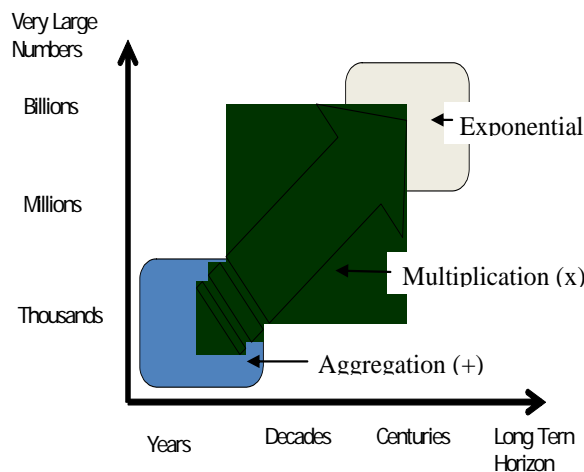 Very Large
Numbers
Billions
Exponential
Millions
Multiplication (x)
Thousands
Aggregation (+)
Years
Decades
Centuries
Long Tern
Horizon